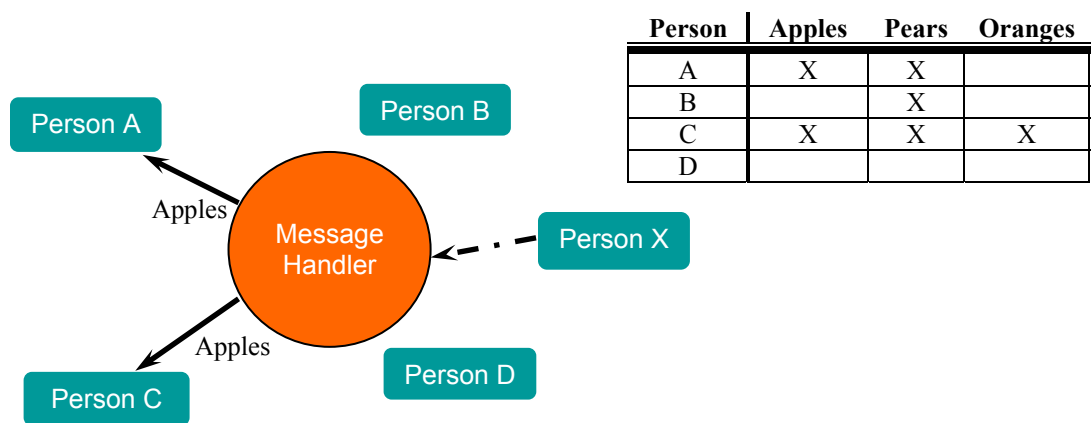 Person Apples Pears Oranges
A X X
B X
C X X X
D
Person A
Person B
Apples
Message
Handler
Person X
Apples
Person D
Person C